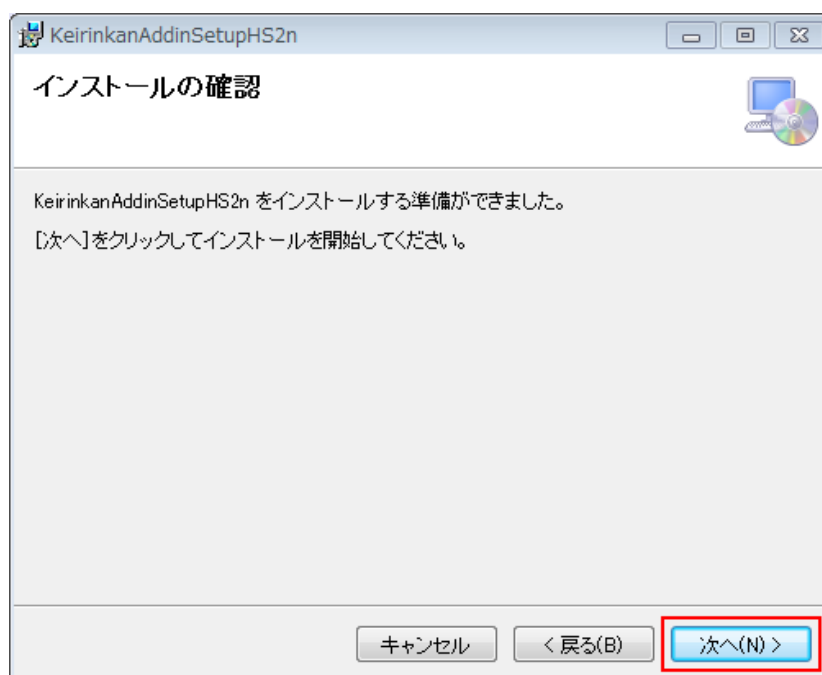 KeirinkanAddinSetupHS2n
インストールの確認
KeirinkanAddinSetupHS2n をインストールする準備ができました。
[次へ]をクリックしてインストールを開始してください。
キャンセル
< 戻る(B)
次へ(N) >